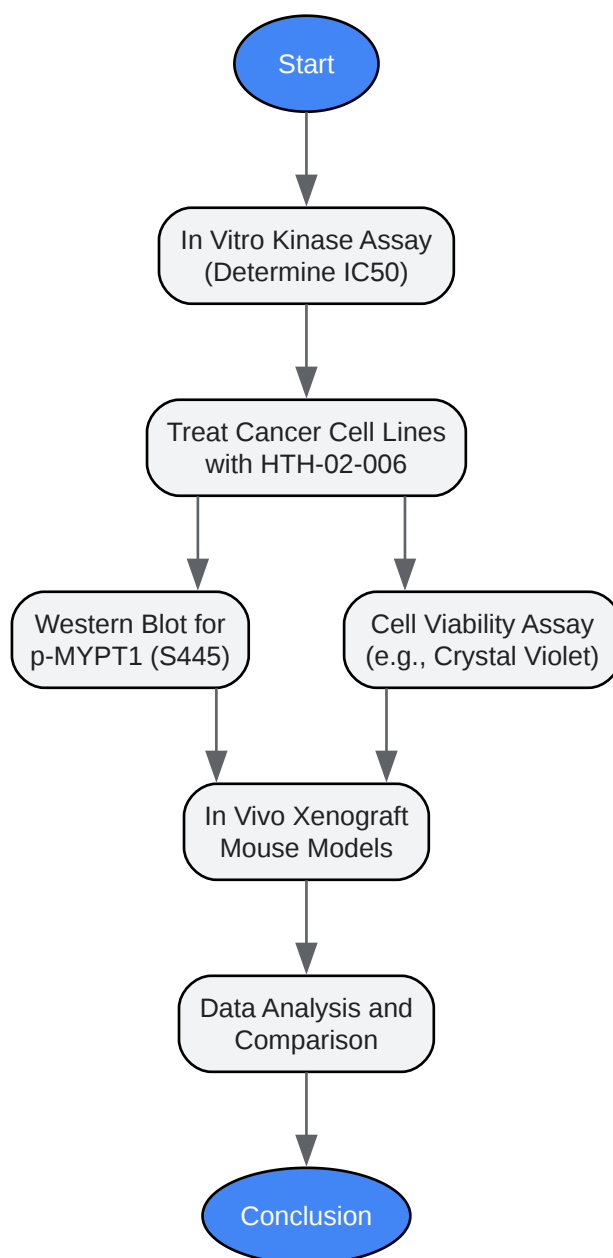 Start
In Vitro Kinase Assay
(Determine IC50)
Treat Cancer Cell Lines
with HTH-02-006
Western Blot for
p-MYPT1 (S445)
Cell Viability Assay
(e.g., Crystal Violet)
In Vivo Xenograft
Mouse Models
Data Analysis and
Comparison
Conclusion